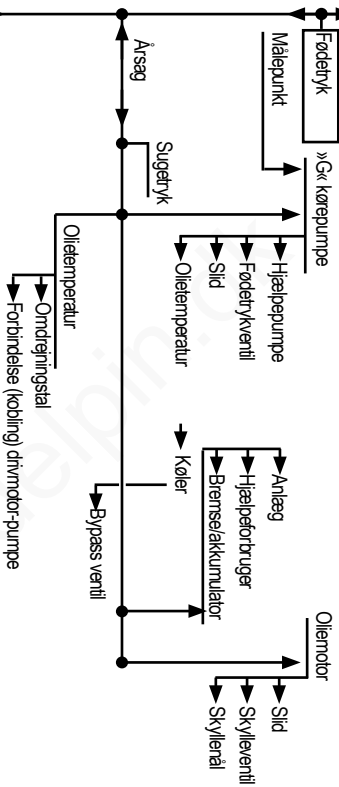 Fødetryk
Målepunkt
»G« kørepumpe
Hjælpepumpe
Fødetrykventil
Slid
Olietemperatur
Årsag
Sugetryk
Olietemperatur
Omdrejningstal
Forbindelse (kobling) drivmotor-pumpe
Anlæg
Hjælpeforbruger
Bremse/akkumulator
Køler
Bypass ventil
Oliemotor
Slid
Skylleventil
Skyllenål